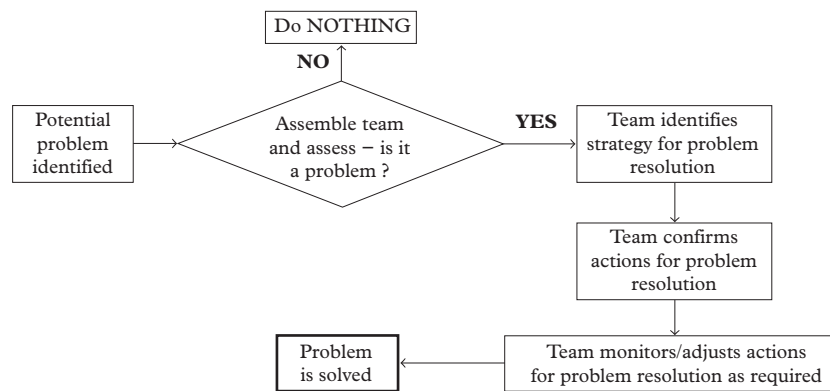 Do NOTHING
NO
Potential
problem
identified
Assemble team
and assess – is it
a problem ?
YES
Team identifies
strategy for problem
resolution
Team confirms
actions for problem
resolution
Team monitors/adjusts actions
for problem resolution as required
Problem
is solved